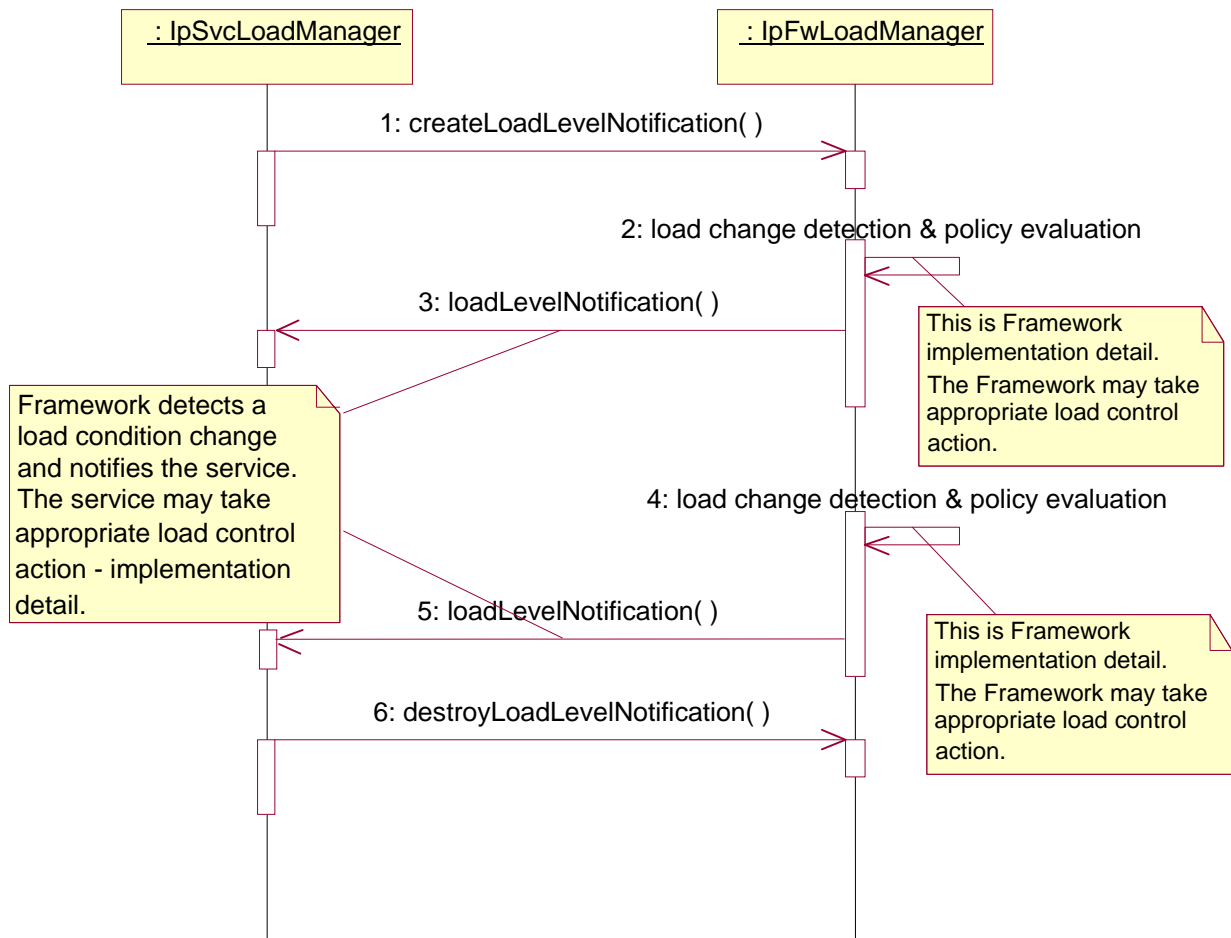 : IpSvcLoadManager
: IpFwLoadManager
1: createLoadLevelNotification( )
2: load change detection & policy evaluation
3: loadLevelNotification( )
This is Framework
implementation detail.
The Framework may take
appropriate load control
action.
Framework detects a
load condition change
and notifies the service.
The service may take
appropriate load control
action - implementation
detail.
4: load change detection & policy evaluation
5: loadLevelNotification( )
This is Framework
implementation detail.
The Framework may take
appropriate load control
action.
6: destroyLoadLevelNotification( )